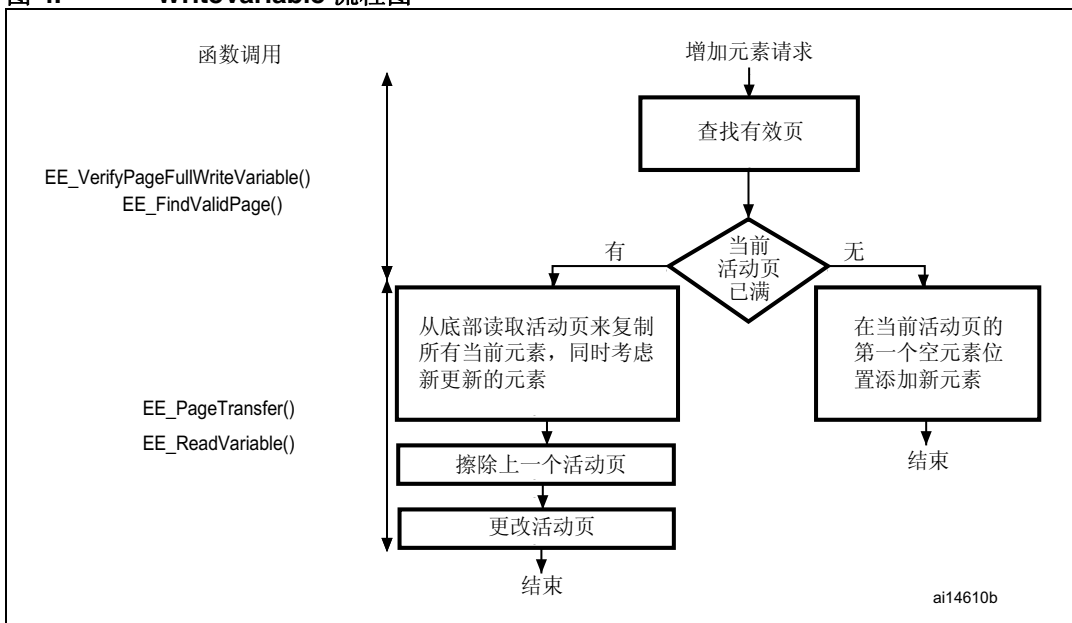 函数调用
增加元素请求
查找有效页
EE_VerifyPageFullWriteVariable()
EE_FindValidPage()
当前
活动页
已满
有
无
从底部读取活动页来复制
所有当前元素，同时考虑
新更新的元素
在当前活动页的
第一个空元素位
置添加新元素
EE_PageTransfer()
EE_ReadVariable()
擦除上一个活动页
结束
更改活动页
结束
ai14610b